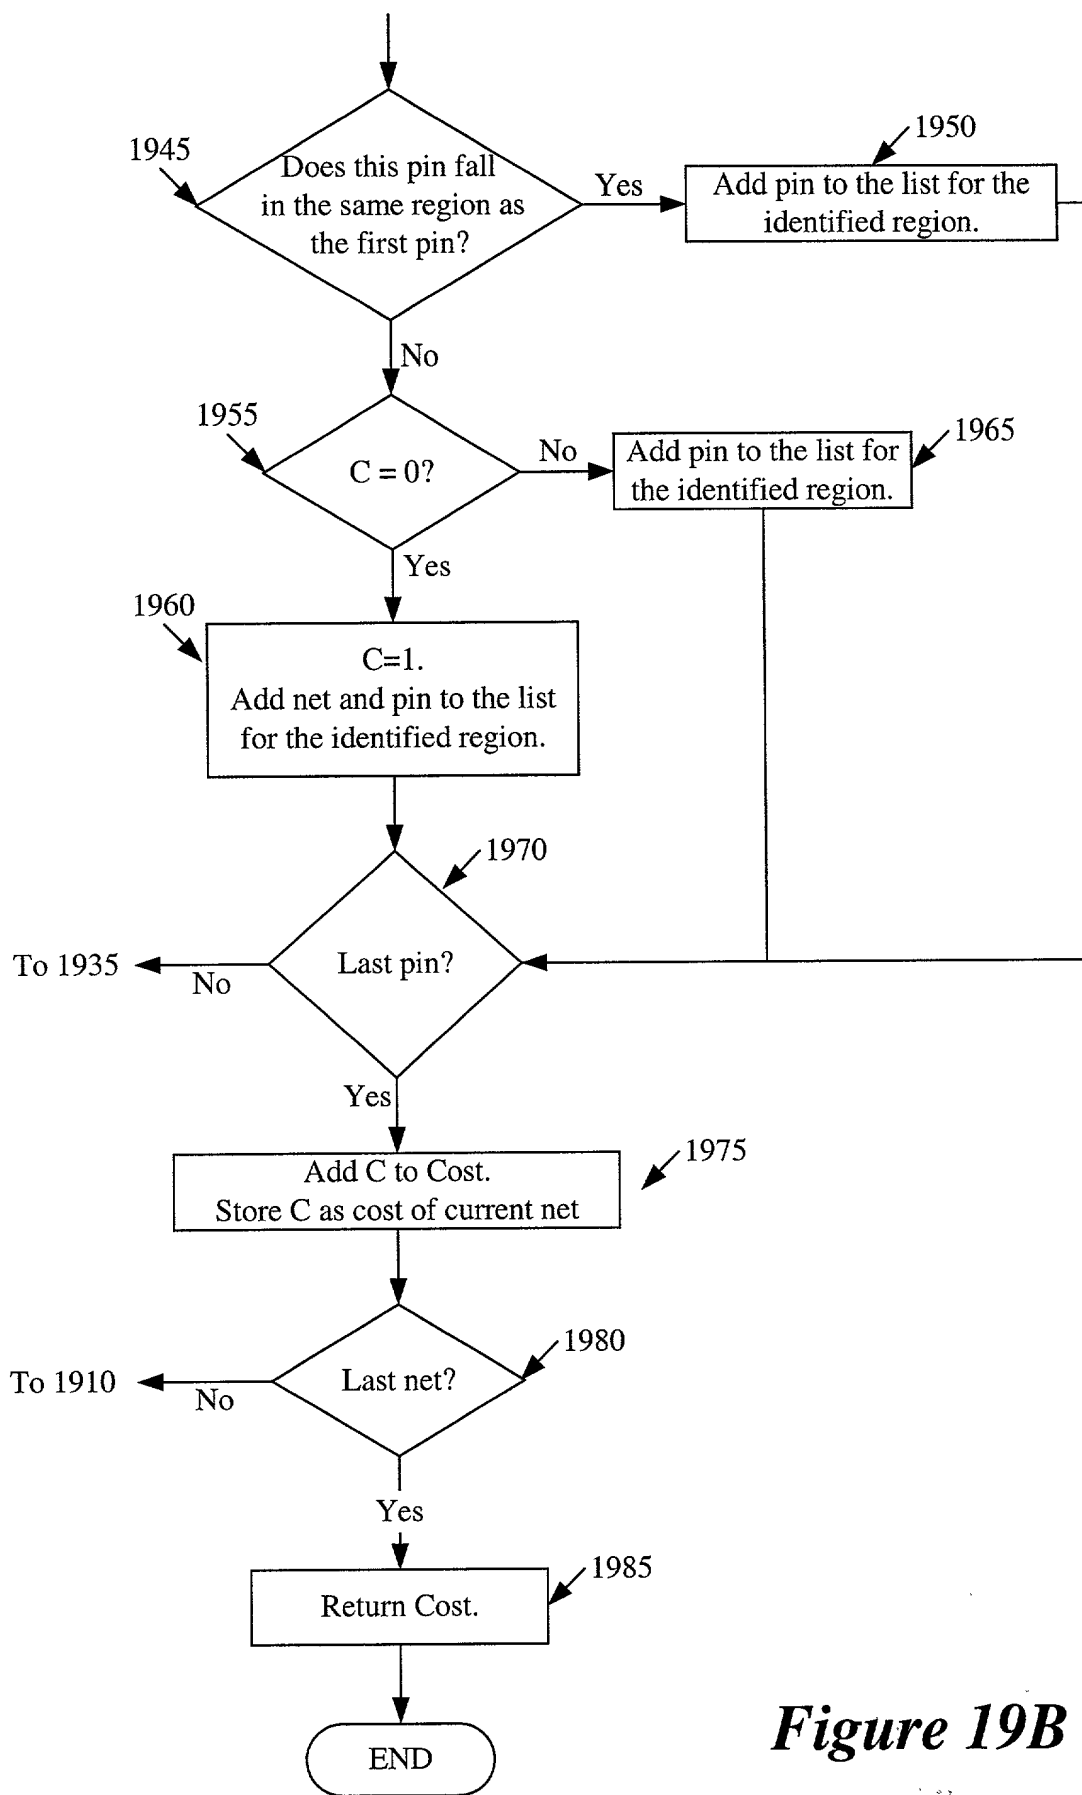 1945
Does this pin fall
in the same region as
the first pin?
Yes
1950
Add pin to the list for the
identified region.
No
1955
C = 0?
No
1965
Add pin to the list for
the identified region.
Yes
1960
C=1.
Add net and pin to the list
for the identified region.
1970
Last pin?
To 1935
No
Yes
1975
Add C to Cost.
Store C as cost of current net
1980
Last net?
To 1910
No
Yes
1985
Return Cost.
END
Figure 19B